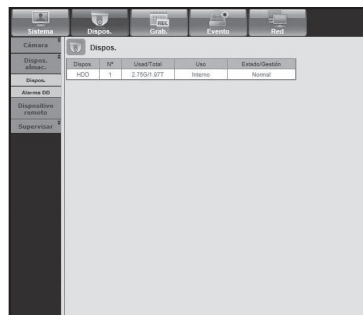 REC
Sistema
Dispos.
Grab.
Evento
Red
Cámara
Dispos.
almac.
Dispos.
Alarma DD
Dispositivo
remoto
Supervisar
Dispos.
Dispos Nº Used/Total Uso Estado/Gestión
HDD 1 2.75G/1.97T Interno Normal